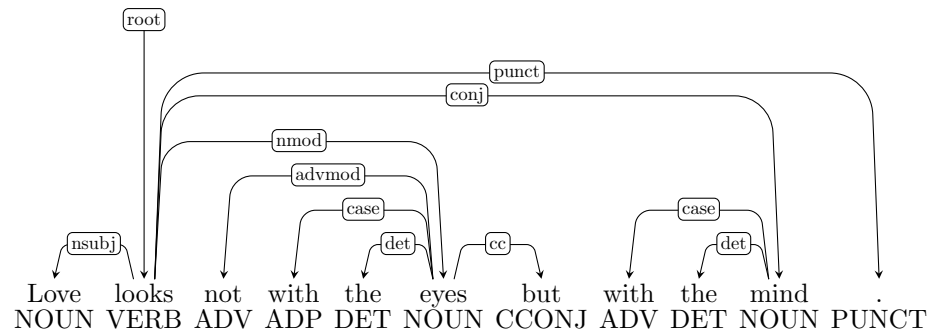 root
punct
conj
nmod
advmod
case case
nsubj det cc det
Love looks not with the eyes but with the mind .
NOUN VERB ADV ADP DET NOUN CCONJ ADV DET NOUN PUNCT